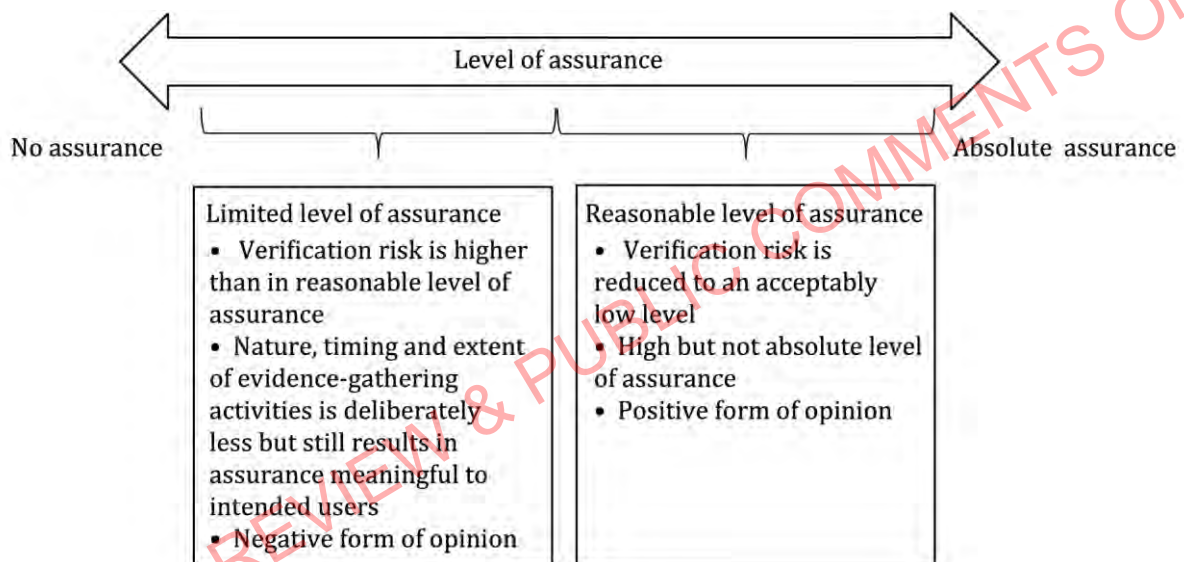 Level of assurance
No assurance
Absolute assurance
Limited level of assurance
• Verification risk is higher
than in reasonable level of
assurance
• Nature, timing and extent
of evidence-gathering
activities is deliberately
less but still results in
assurance meaningful to
intended users
• Negative form of opinion
Reasonable level of assurance
• Verification risk is
reduced to an acceptably
low level
• High but not absolute level
of assurance
• Positive form of opinion
REVIEW & PUBLIC COMMENTS